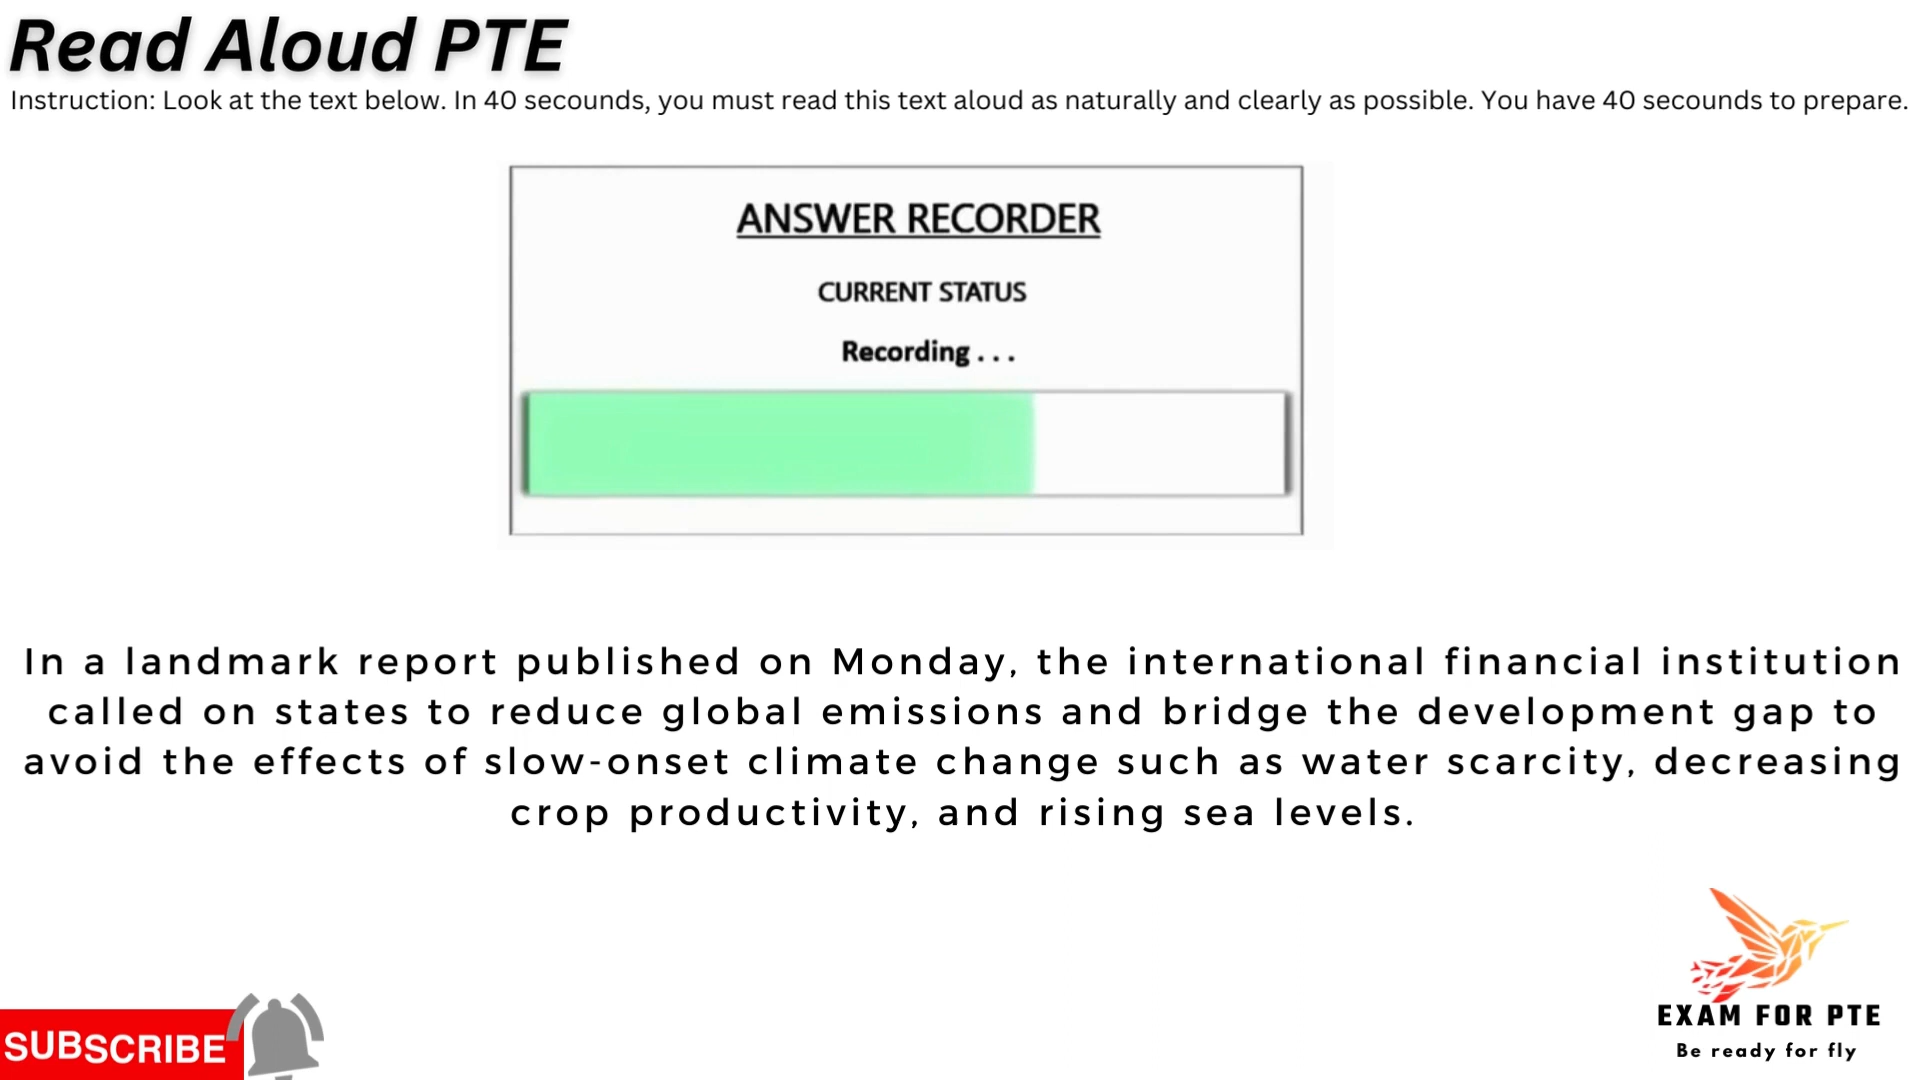 Read Aloud PTE
Instruction: Look at the text below. In 40 secounds, you must read this text aloud as naturally and clearly as possible. You have 40 secounds to prepare.
ANSWER RECORDER
CURRENT STATUS
Recording . . .
In a landmark report published on Monday, the international financial institution
called on states to reduce global emissions and bridge the development gap to
avoid the effects of slow-onset climate change such as water scarcity, decreasing
crop productivity, and rising sea levels.
SUBSCRIBE
EXAM FOR PTE
Be ready for fly